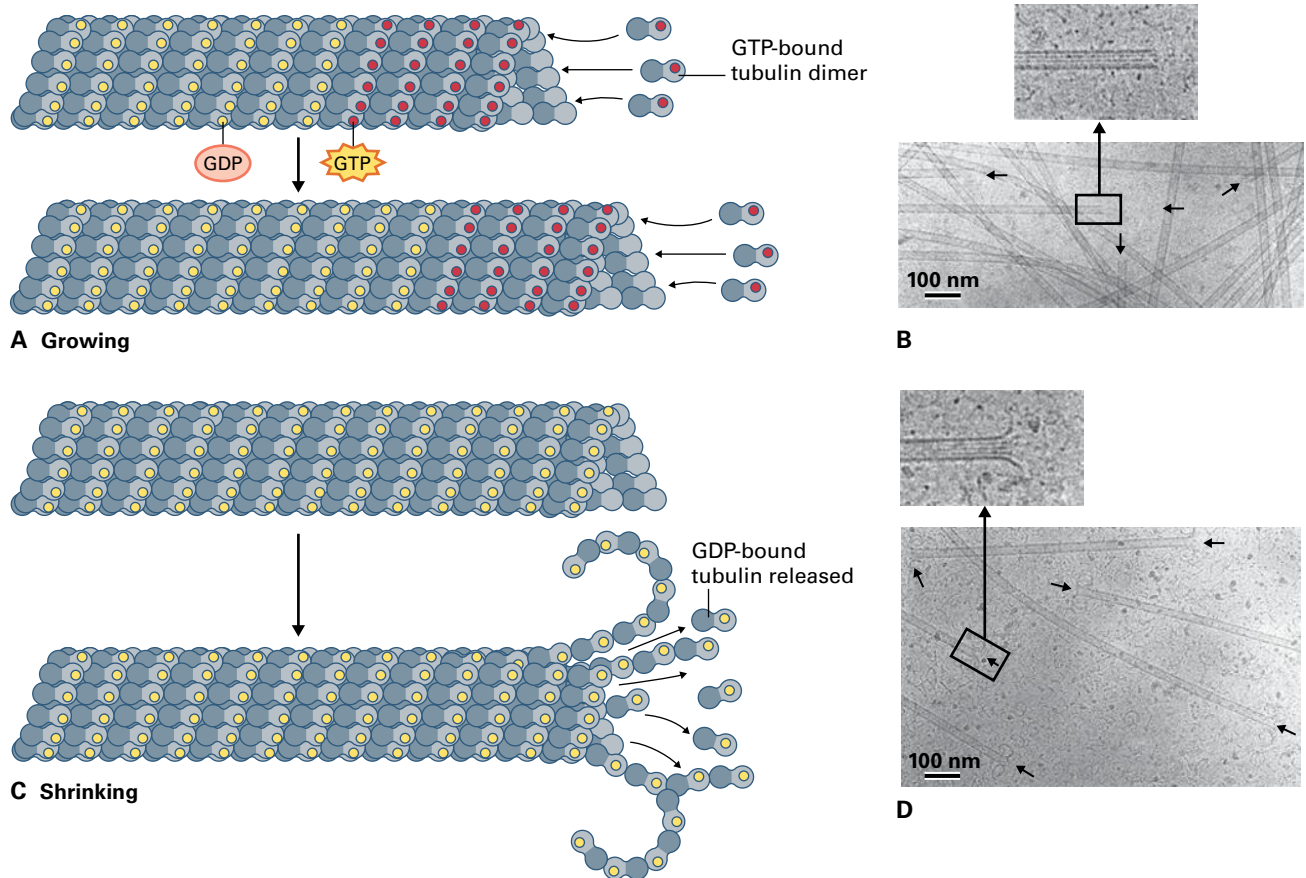 GTP-bound
tubulin dimer
GDP
GTP
A Growing
100 nm
B
GDP-bound
tubulin released
C Shrinking
100 nm
D